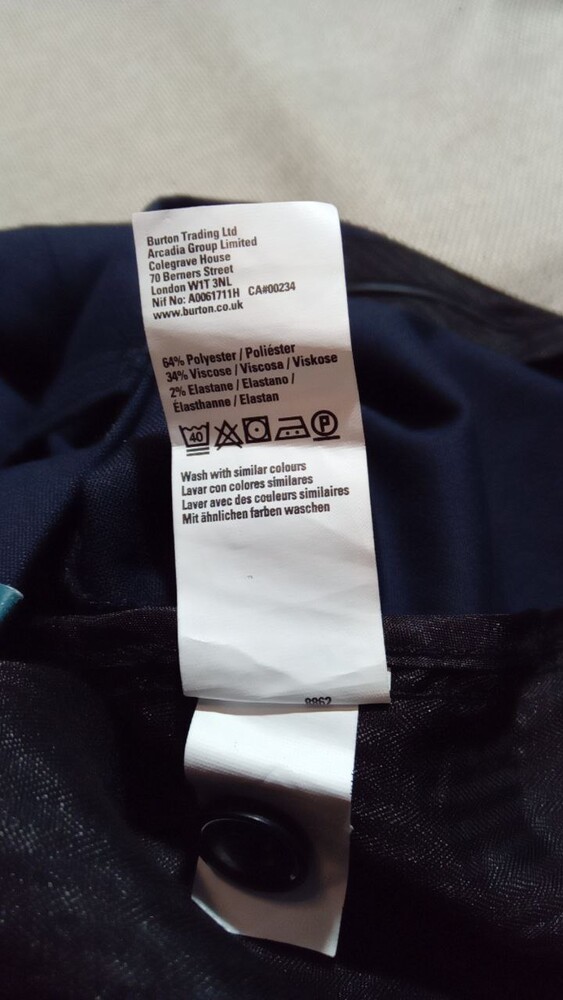 Burton Trading Ltd
Arcadia Group Limited
Colegrave House
70 Berners Street
London W1T 3NL
Nif No: A0061711H CA#00234
www.burton.co.uk
64% Polyester / Poliéster
34% Viscose / Viscosa / Viskose
2% Elastane / Elastano /
Élasthanne / Elastan
40 P
Wash with similar colours
Lavar con colores similares
Laver avec des couleurs similaires
Mit ähnlichen farben waschen